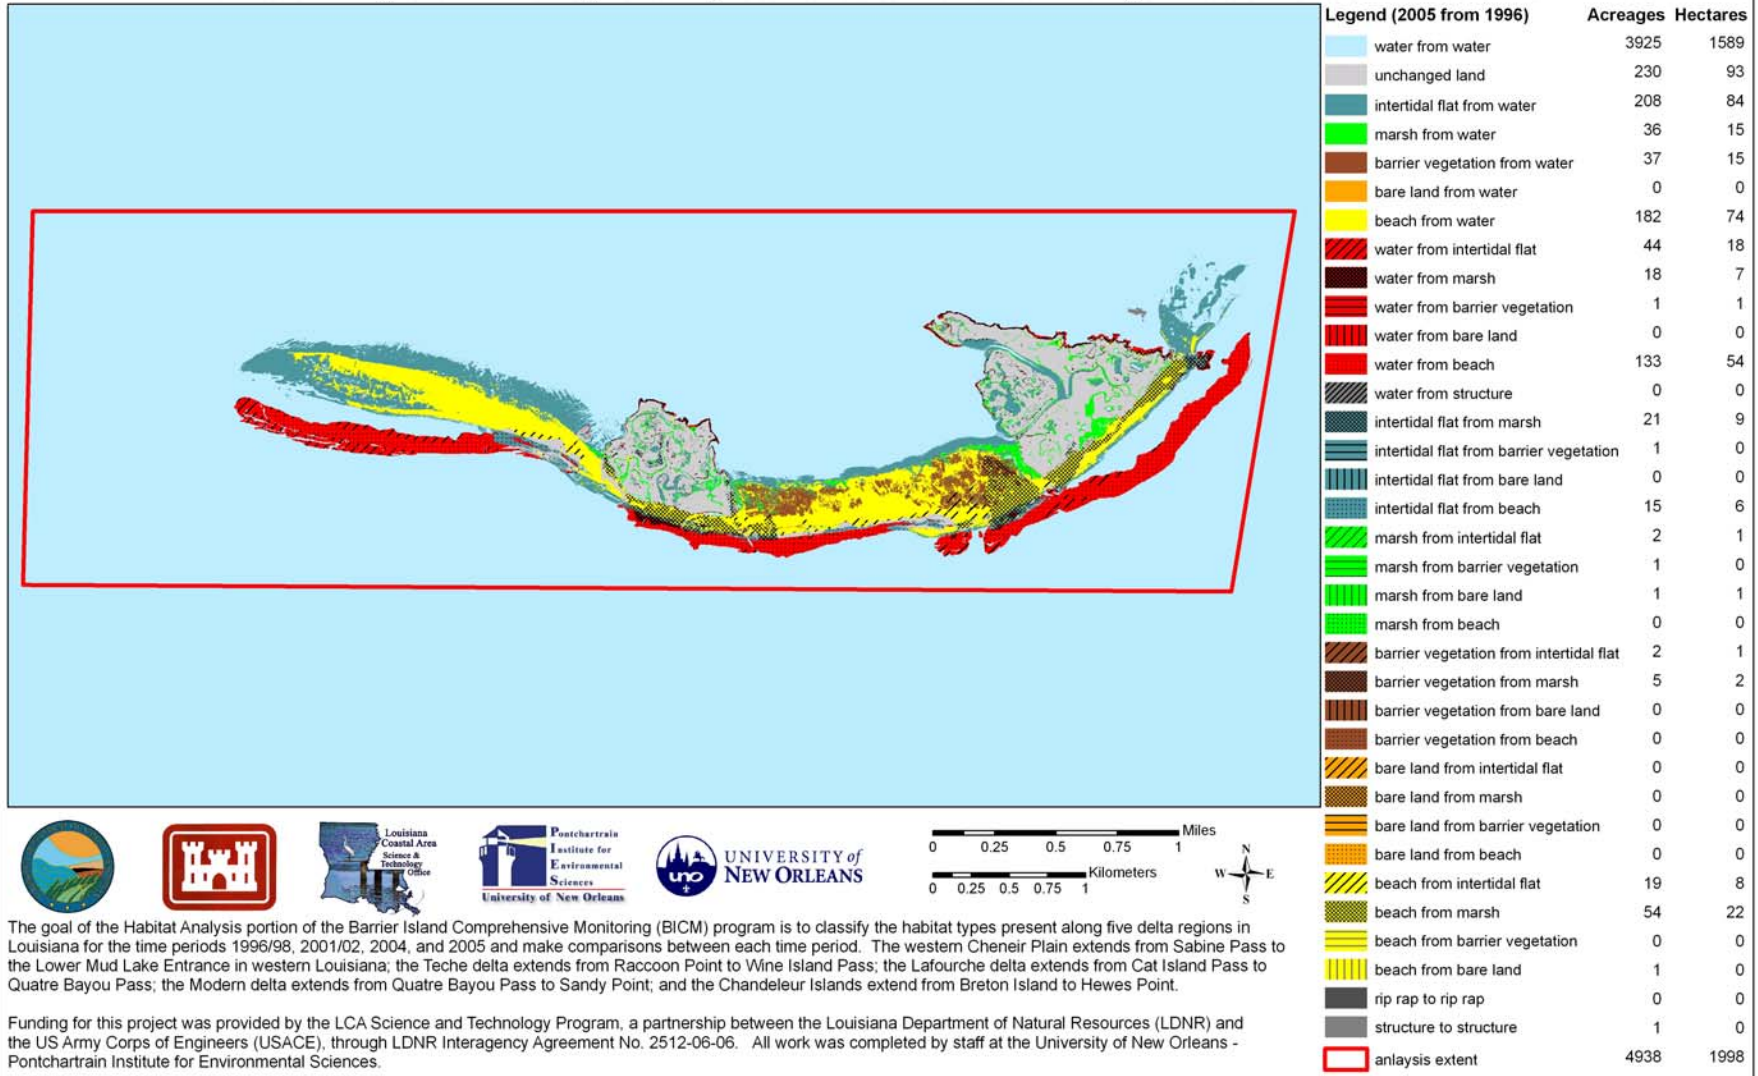 Legend (2005 from 1996) Acreages Hectares
water from water 3925 1589
unchanged land 230 93
intertidal flat from water 208 84
marsh from water 36 15
barrier vegetation from water 37 15
bare land from water 0 0
beach from water 182 74
water from intertidal flat 44 18
water from marsh 18 7
water from barrier vegetation 1 1
water from bare land 0 0
water from beach 133 54
water from structure 0 0
intertidal flat from marsh 21 9
intertidal flat from barrier vegetation 1 0
intertidal flat from bare land 0 0
intertidal flat from beach 15 6
marsh from intertidal flat 2 1
marsh from barrier vegetation 1 0
marsh from bare land 1 1
marsh from beach 0 0
barrier vegetation from intertidal flat 2 1
barrier vegetation from marsh 5 2
barrier vegetation from bare land 0 0
barrier vegetation from beach 0 0
bare land from intertidal flat 0 0
bare land from marsh 0 0
bare land from barrier vegetation 0 0
bare land from beach 0 0
beach from intertidal flat 19 8
beach from marsh 54 22
beach from barrier vegetation 0 0
beach from bare land 1 0
rip rap to rip rap 0 0
structure to structure 1 0
anlaysis extent 4938 1998
Louisiana
Coastal Area
Science &
Technology
Office
Pontchartrain
Institute for
Environmental
Sciences
University of New Orleans
uno
UNIVERSITY of
NEW ORLEANS
Miles
0 0.25 0.5 0.75 1
Kilometers
0 0.25 0.5 0.75 1
N
W E
S
The goal of the Habitat Analysis portion of the Barrier Island Comprehensive Monitoring (BICM) program is to classify the habitat types present along five delta regions in
Louisiana for the time periods 1996/98, 2001/02, 2004, and 2005 and make comparisons between each time period. The western Cheneir Plain extends from Sabine Pass to
the Lower Mud Lake Entrance in western Louisiana; the Teche delta extends from Raccoon Point to Wine Island Pass; the Lafourche delta extends from Cat Island Pass to
Quatre Bayou Pass; the Modern delta extends from Quatre Bayou Pass to Sandy Point; and the Chandeleur Islands extend from Breton Island to Hewes Point.
Funding for this project was provided by the LCA Science and Technology Program, a partnership between the Louisiana Department of Natural Resources (LDNR) and
the US Army Corps of Engineers (USACE), through LDNR Interagency Agreement No. 2512-06-06. All work was completed by staff at the University of New Orleans -
Pontchartrain Institute for Environmental Sciences.